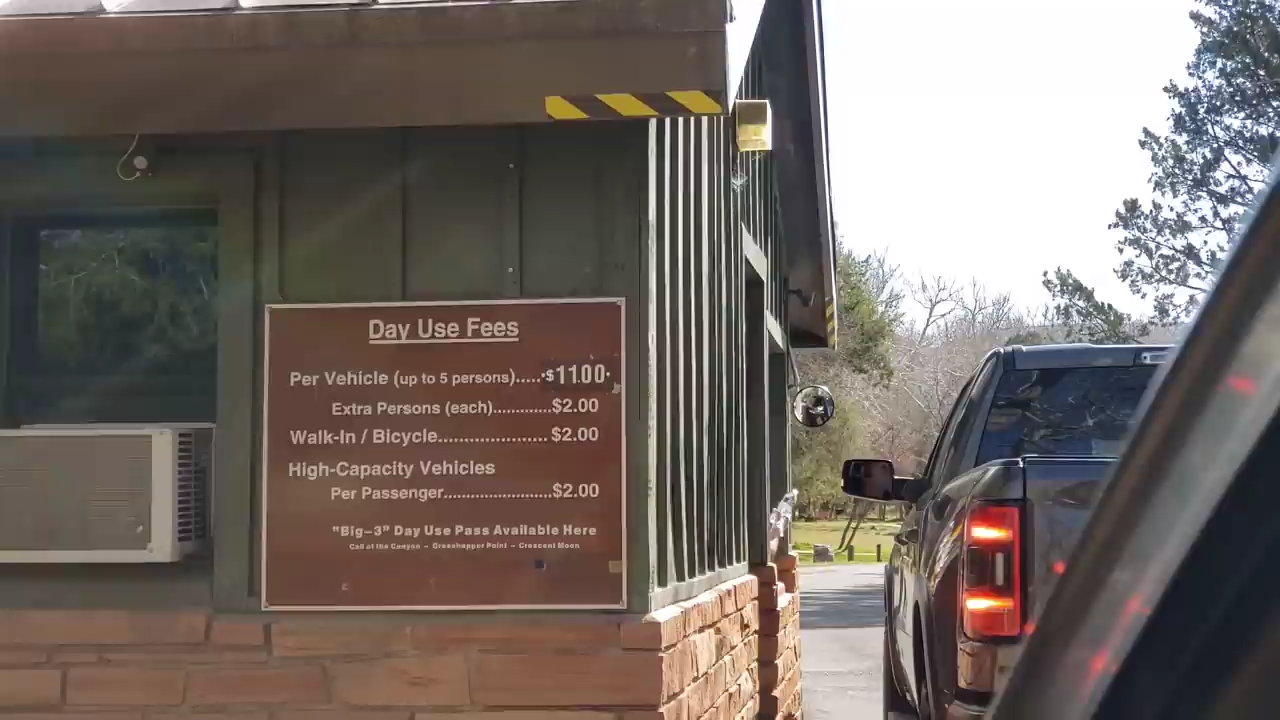 Day Use Fees
Per Vehicle (up to 5 persons).....$11.00
Extra Persons (each)............$2.00
Walk-In / Bicycle.......................$2.00
High-Capacity Vehicles
Per Passenger.......................$2.00
"Big-3" Day Use Pass Available Here
Call of the Canyon – Grasshopper Point – Crescent Moon